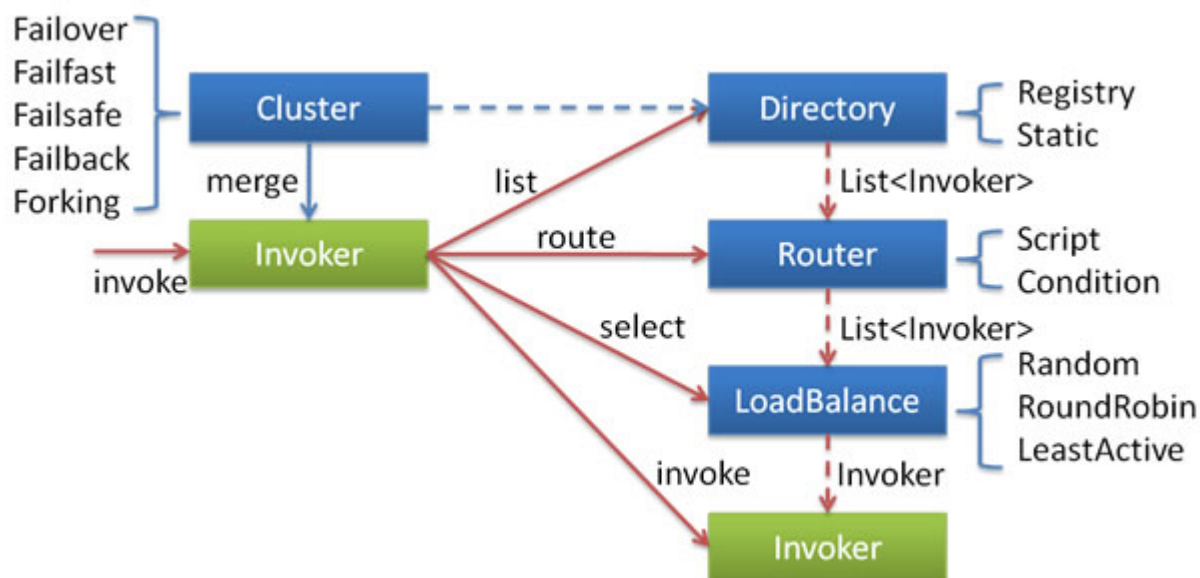 Failover
Failfast
Failsafe
Failback
Forking
Cluster
Directory
Registry
Static
merge
list
List<Invoker>
invoke
Invoker
route
Router
Script
Condition
select
List<Invoker>
LoadBalance
Random
RoundRobin
LeastActive
invoke
Invoker
Invoker